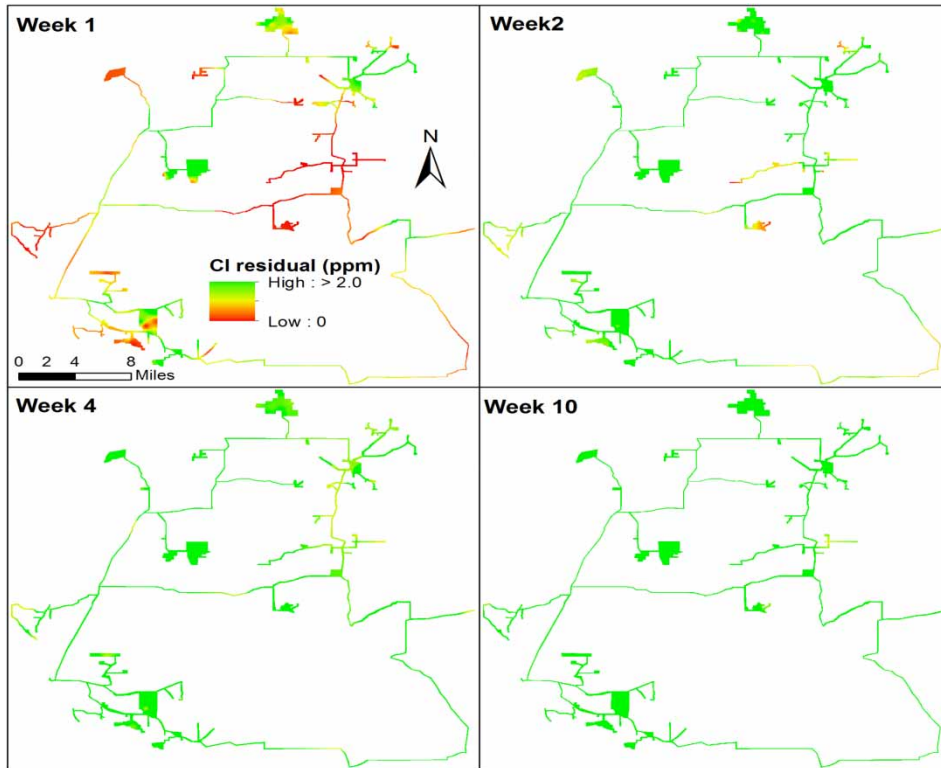 Week 1
Week2
N
Cl residual (ppm)
High : > 2.0
Low : 0
0 2 4 8
Miles
Week 4
Week 10